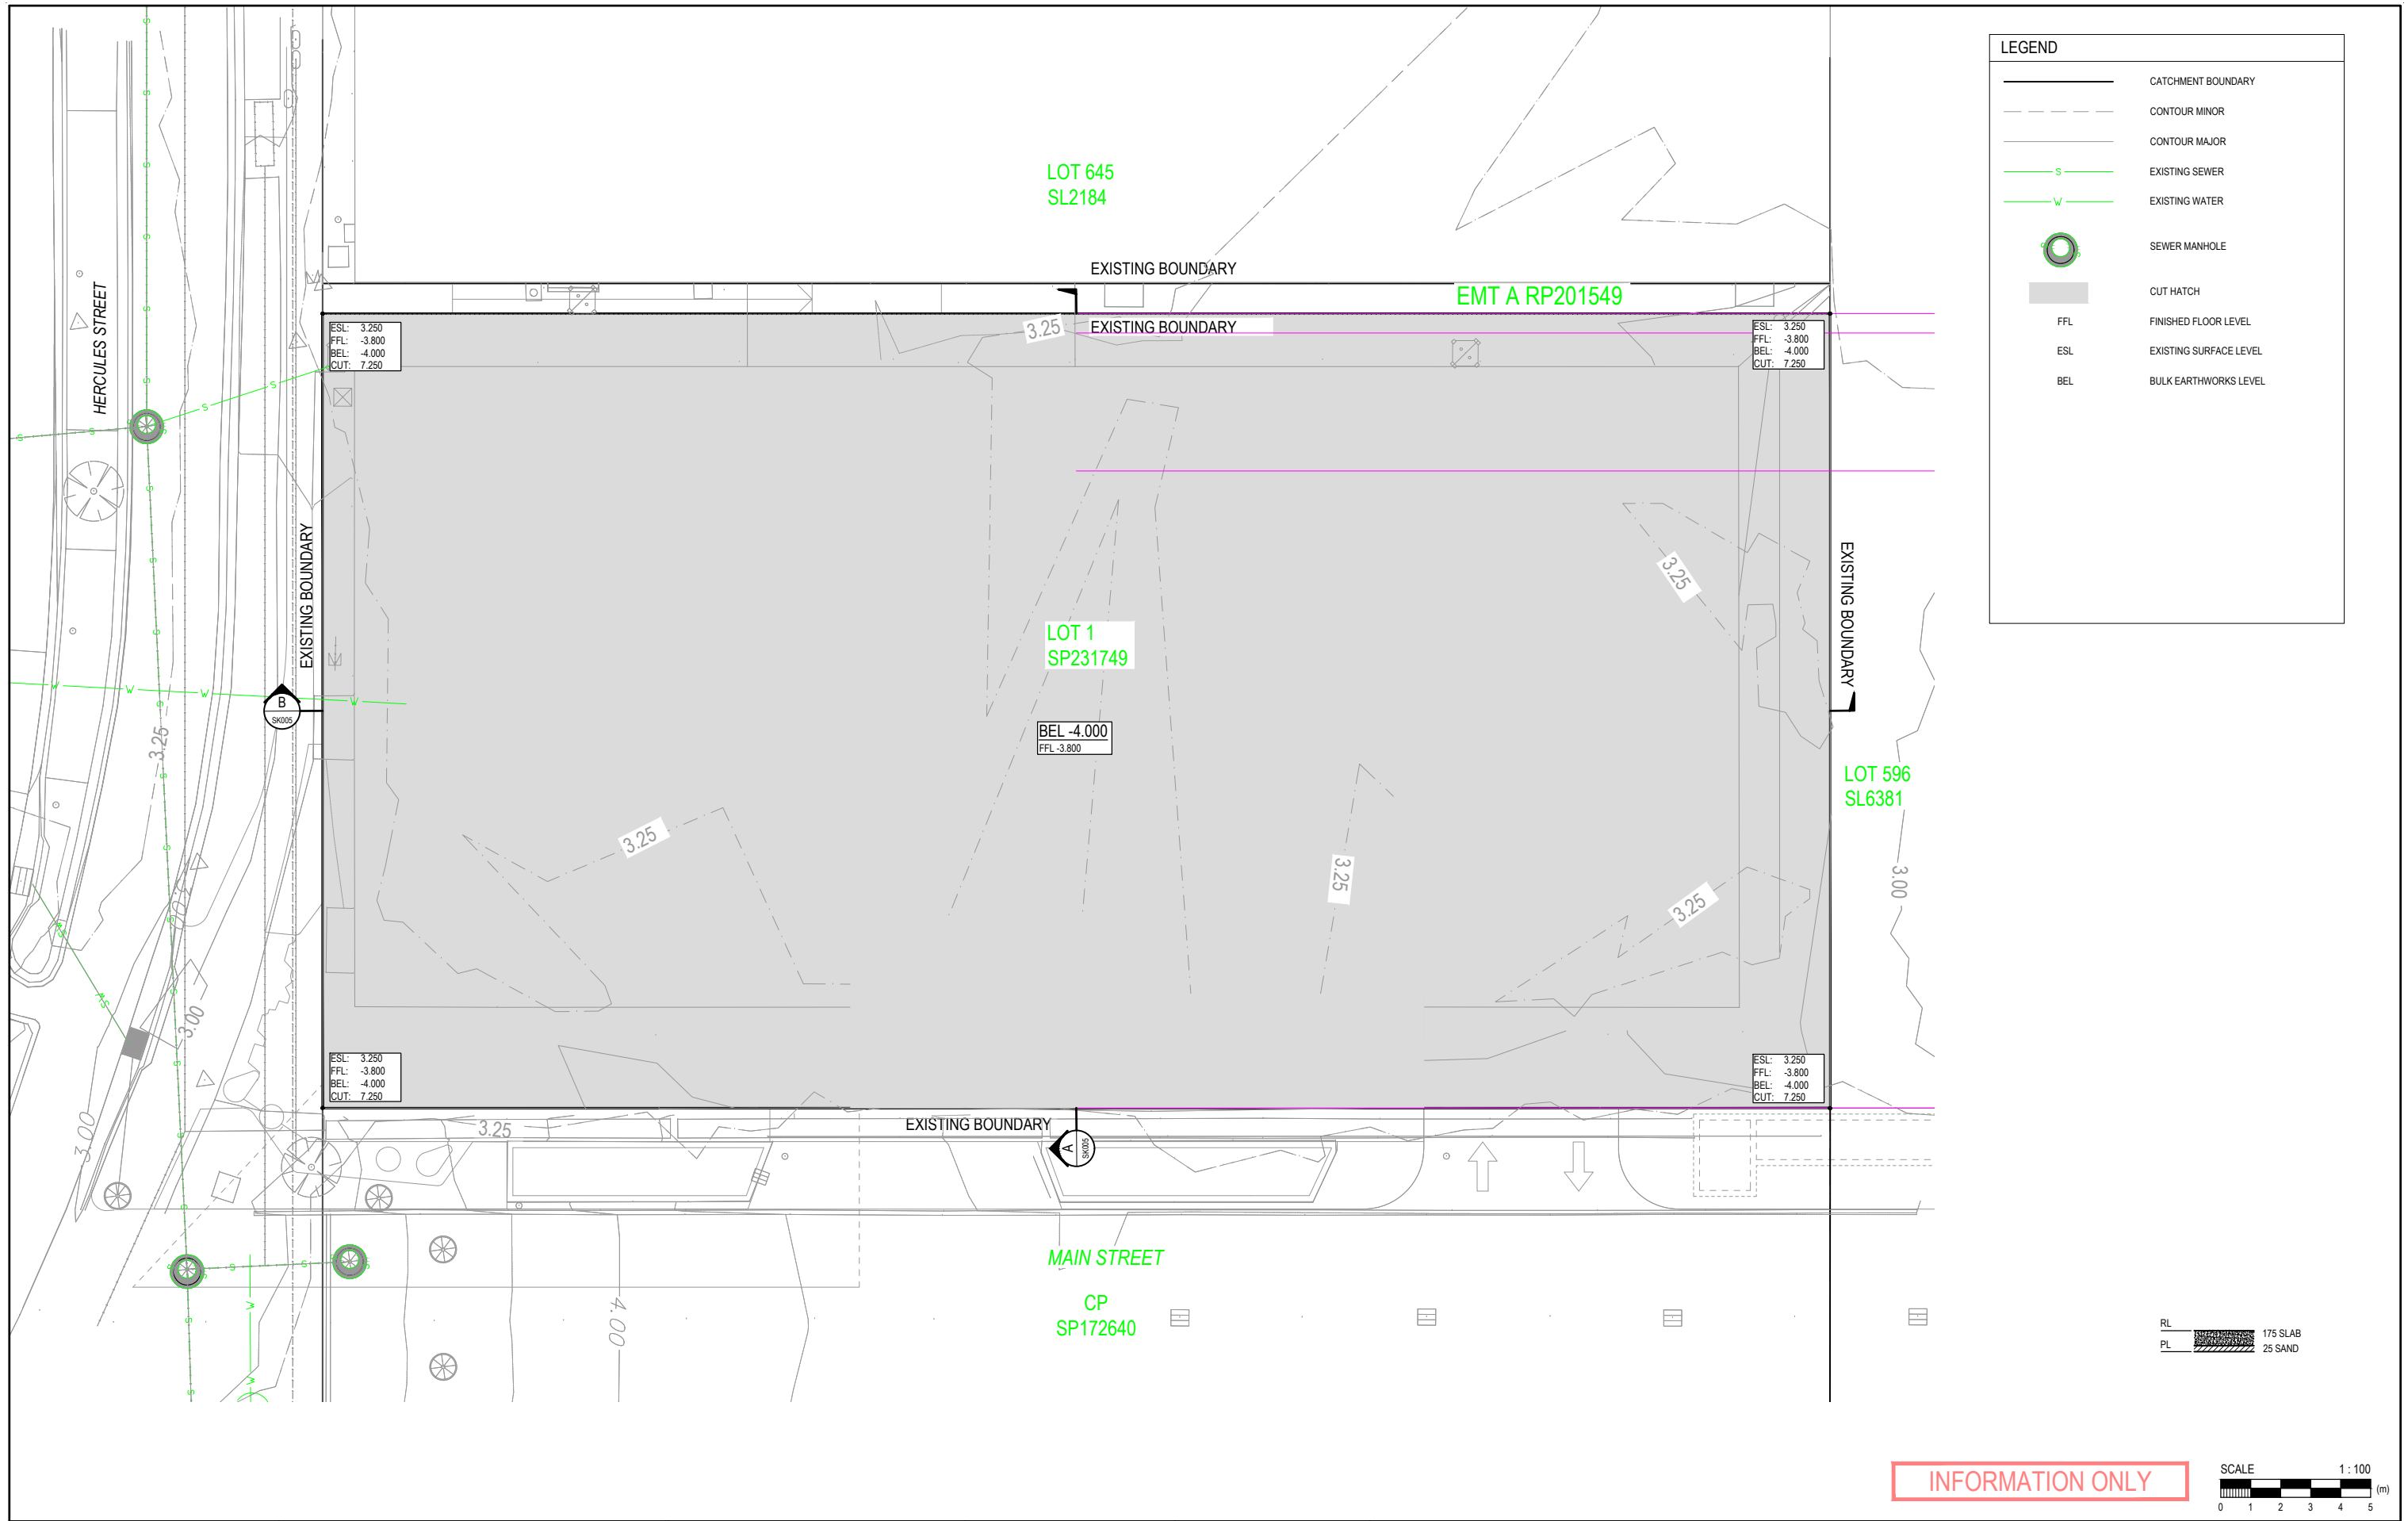 LEGEND
CATCHMENT BOUNDARY
CONTOUR MINOR
CONTOUR MAJOR
S EXISTING SEWER
W EXISTING WATER
SEWER MANHOLE
CUT HATCH
FFL FINISHED FLOOR LEVEL
ESL EXISTING SURFACE LEVEL
BEL BULK EARTHWORKS LEVEL
LOT 645
SL2184
EXISTING BOUNDARY
EMT A RP201549
HERCULES STREET
ESL: 3.250
FFL: -3.800
BEL: -4.000
CUT: 7.250
3.25
EXISTING BOUNDARY
ESL: 3.250
FFL: -3.800
BEL: -4.000
CUT: 7.250
EXISTING BOUNDARY
3.25
EXISTING BOUNDARY
LOT 1
SP231749
B
SK005
BEL -4.000
FFL -3.800
3.25
LOT 596
SL6381
3.25
3.25
3.25
3.00
3.00
ESL: 3.250
FFL: -3.800
BEL: -4.000
CUT: 7.250
ESL: 3.250
FFL: -3.800
BEL: -4.000
CUT: 7.250
3.00
3.25
EXISTING BOUNDARY
A
SK005
MAIN STREET
CP
SP172640
4.00
RL
175 SLAB
PL
25 SAND
INFORMATION ONLY
SCALE 1 : 100
(m)
0 1 2 3 4 5